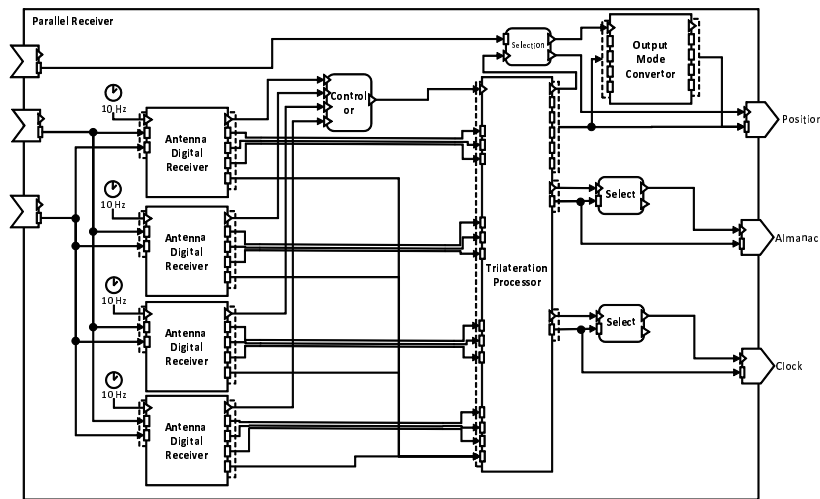 Parallel Receiver
Selection
Output
Mode
Convertor
Control
or
10 Hz
Antenna
Digital
Receiver
Position
10 Hz
Antenna
Digital
Receiver
Select
Almanac
Trilateration
Processor
10 Hz
Antenna
Digital
Receiver
Select
Clock
10 Hz
Antenna
Digital
Receiver